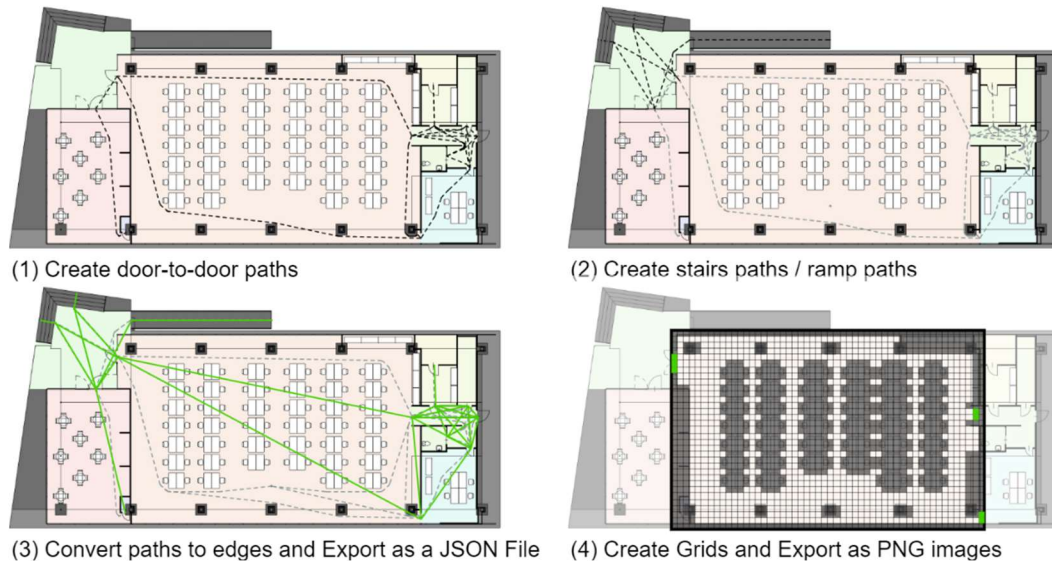 (1) Create door-to-door paths
(2) Create stairs paths / ramp paths
(3) Convert paths to edges and Export as a JSON File
(4) Create Grids and Export as PNG images